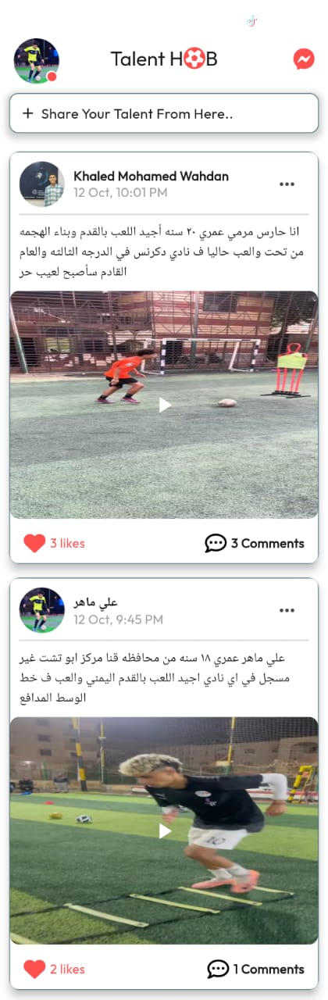 Talent HB
+ Share Your Talent From Here..
Khaled Mohamed Wahdan
12 Oct, 10:01 PM
انا حارس مرمي عمري ٢٠ سنه أجيد اللعب بالقدم وبناء الهجمه
من تحت والعب حاليا ف نادي دكرنس في الدرجه الثالثه والعام
القادم سأصبح لعيب حر
3 likes
3 Comments
علي ماهر
12 Oct, 9:45 PM
علي ماهر عمري ١٨ سنه من محافظه قنا مركز ابو تشت غير
مسجل في اي نادي اجيد اللعب بالقدم اليمني والعب ف خط
الوسط المدافع
2 likes
1 Comments